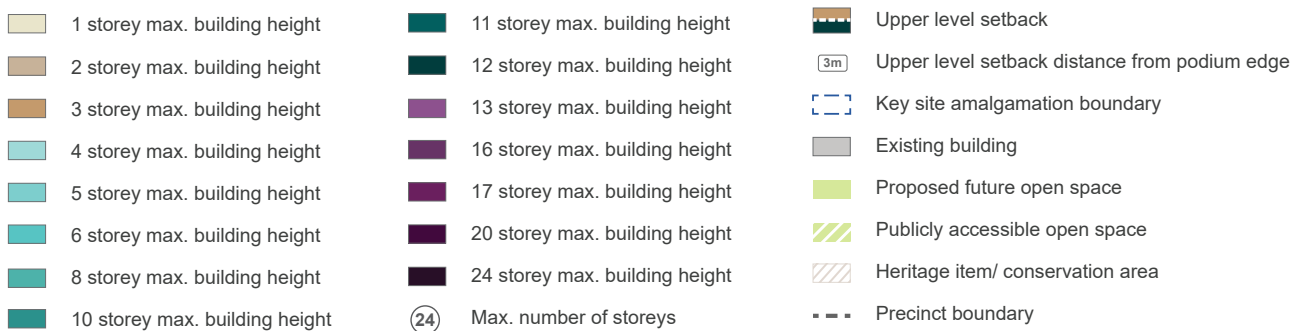 1 storey max. building height
2 storey max. building height
3 storey max. building height
4 storey max. building height
5 storey max. building height
6 storey max. building height
8 storey max. building height
10 storey max. building height
11 storey max. building height
12 storey max. building height
13 storey max. building height
16 storey max. building height
17 storey max. building height
20 storey max. building height
24 storey max. building height
24 Max. number of storeys
Upper level setback
3m Upper level setback distance from podium edge
Key site amalgamation boundary
Existing building
Proposed future open space
Publicly accessible open space
Heritage item/ conservation area
Precinct boundary